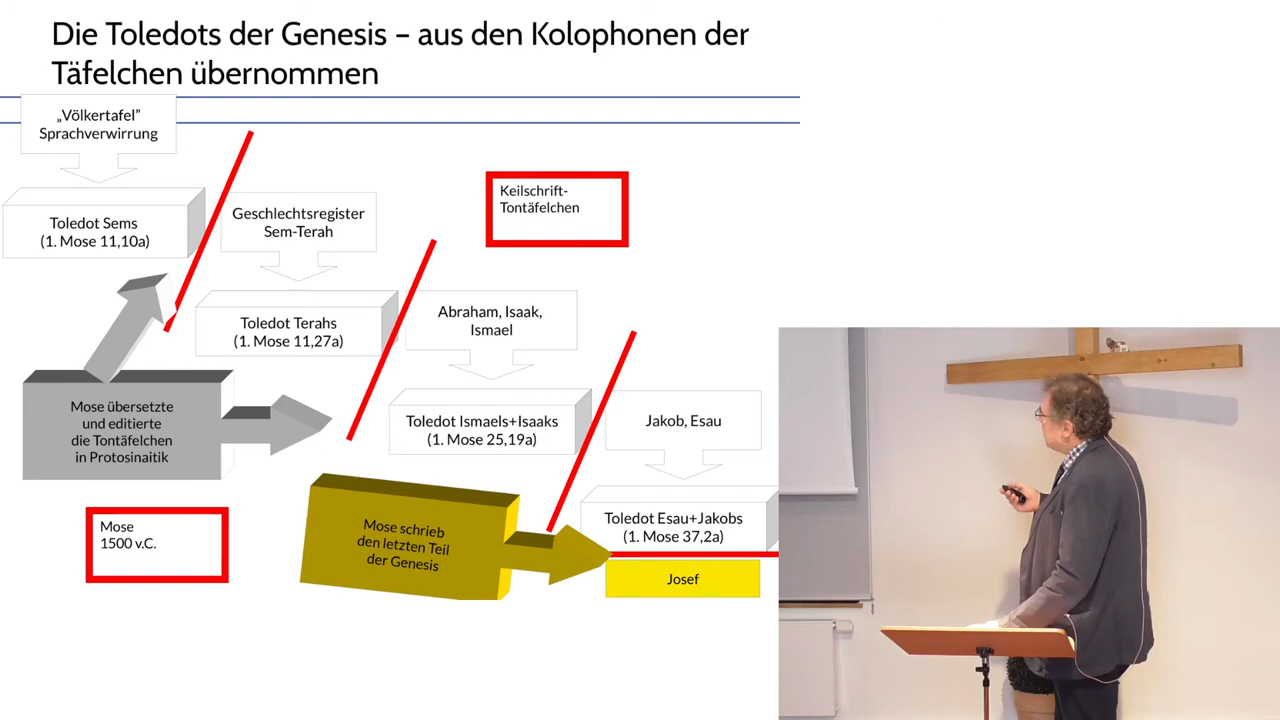 Die Toledots der Genesis – aus den Kolophonen der
Täfelchen übernommen
„Völkertafel”
Sprachverwirrung
Toledot Sems
(1. Mose 11,10a)
Geschlechtsregister
Sem-Terah
Keilschrift-
Tontäfelchen
Toledot Terahs
(1. Mose 11,27a)
Abraham, Isaak,
Ismael
Mose übersetzte
und editierte
die Tontäfelchen
in Protosinaitik
Toledot Ismaels+Isaaks
(1. Mose 25,19a)
Jakob, Esau
Mose
1500 v.C.
Mose schrieb
den letzten Teil
der Genesis
Toledot Esau+Jakobs
(1. Mose 37,2a)
Josef